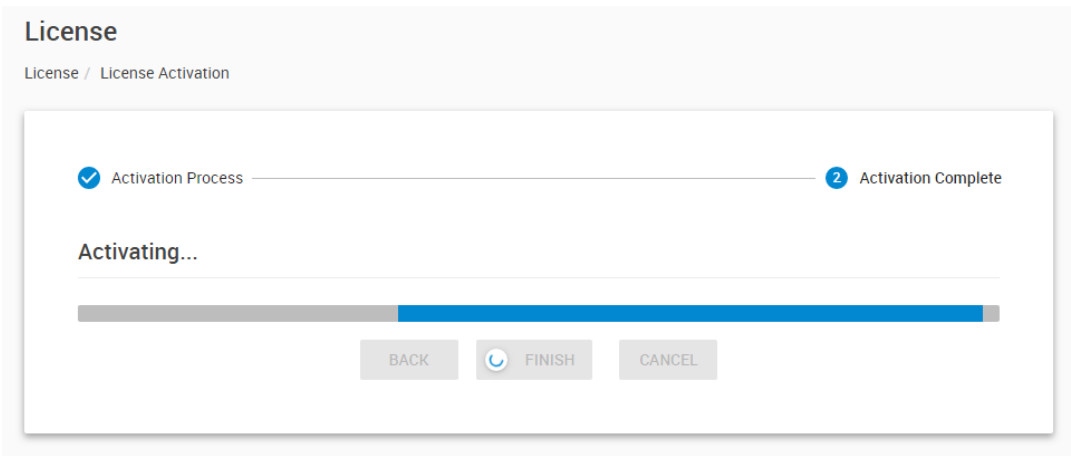 License
License / License Activation
Activation Process
2 Activation Complete
Activating...
BACK FINISH CANCEL